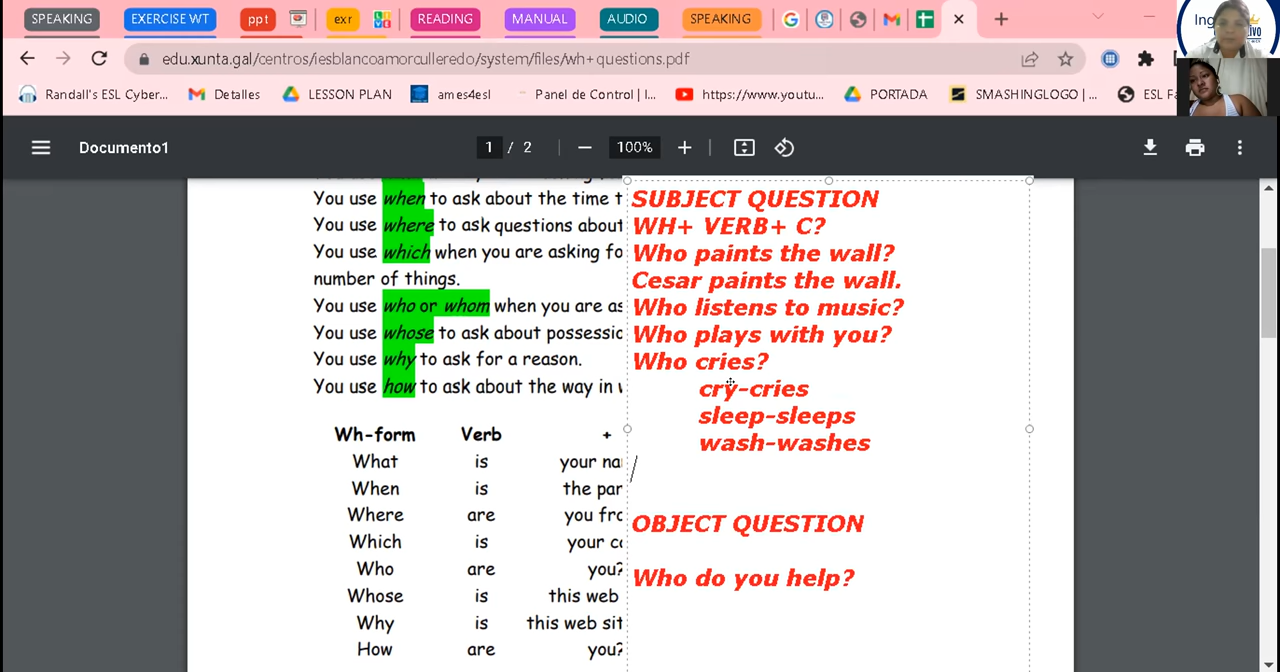 SPEAKING
EXERCISE WT
ppt
exr
READING
MANUAL
AUDIO
SPEAKING
Ing
edu.xunta.gal/centros/iesblancoamorculleredo/system/files/wh+questions.pdf
Randall's ESL Cyber...
Detalles
LESSON PLAN
ames4esl
Panel de Control | I...
https://www.youtu...
PORTADA
SMASHINGLOGO | ...
ESL Fa
Documento1
1 / 2
100%
You use when to ask about the time t
You use where to ask questions about
You use which when you are asking fo
number of things.
You use who or whom when you are as
You use whose to ask about possessio
You use why to ask for a reason.
You use how to ask about the way in w
Wh-form Verb +
What is your na
When is the par
Where are you fro
Which is your co
Who are you?
Whose is this web
Why is this web sit
How are you?
SUBJECT QUESTION
WH+ VERB+ C?
Who paints the wall?
Cesar paints the wall.
Who listens to music?
Who plays with you?
Who cries?
cry-cries
sleep-sleeps
wash-washes
/
OBJECT QUESTION
Who do you help?